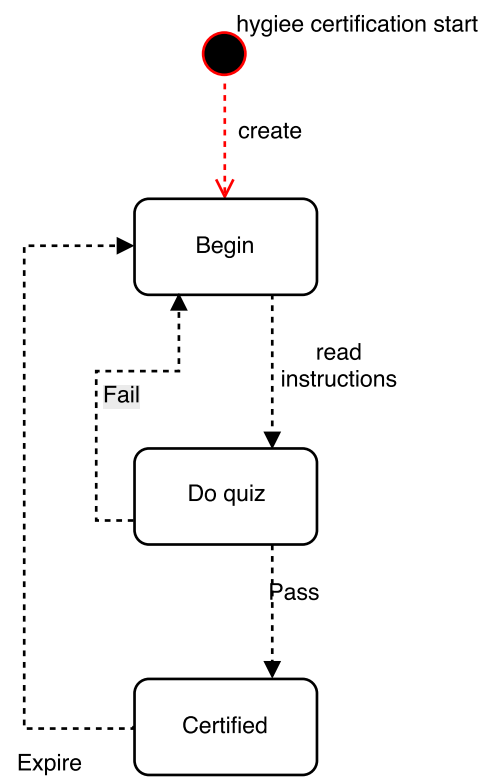 hygiee certification start
create
Begin
read
instructions
Fail
Do quiz
Pass
Certified
Expire